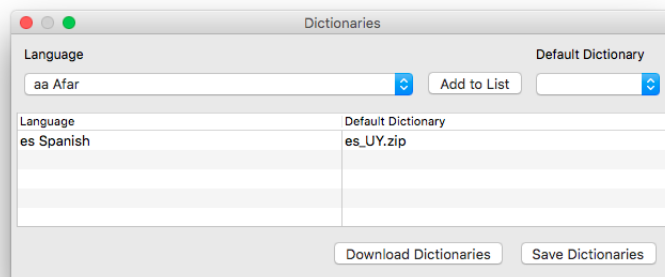 Dictionaries
Language Default Dictionary
aa Afar Add to List
Language Default Dictionary
es Spanish es_UY.zip
Download Dictionaries Save Dictionaries